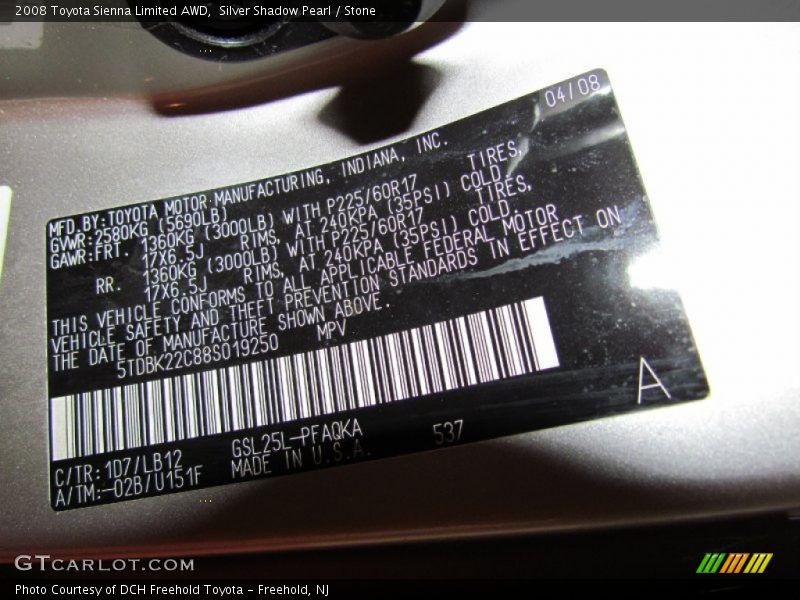 2008 Toyota Sienna Limited AWD, Silver Shadow Pearl / Stone
04/08
MFD.BY:TOYOTA MOTOR MANUFACTURING, INDIANA, INC.
GVWR:2580KG (5690LB)
GAWR:FRT. 1360KG (3000LB) WITH P225/60R17 TIRES,
17X6.5J RIMS, AT 240KPA (35PSI) COLD.
RR. 1360KG (3000LB) WITH P225/60R17 TIRES,
17X6.5J RIMS, AT 240KPA (35PSI) COLD.
THIS VEHICLE CONFORMS TO ALL APPLICABLE FEDERAL MOTOR
VEHICLE SAFETY AND THEFT PREVENTION STANDARDS IN EFFECT ON
THE DATE OF MANUFACTURE SHOWN ABOVE.
5TDBK22C88S019250 MPV
A
C/TR:1D7/LB12 GSL25L-PFAQKA 537
A/TM:-02B/U151F MADE IN U.S.A.
GTCARLOT.COM
Photo Courtesy of DCH Freehold Toyota - Freehold, NJ